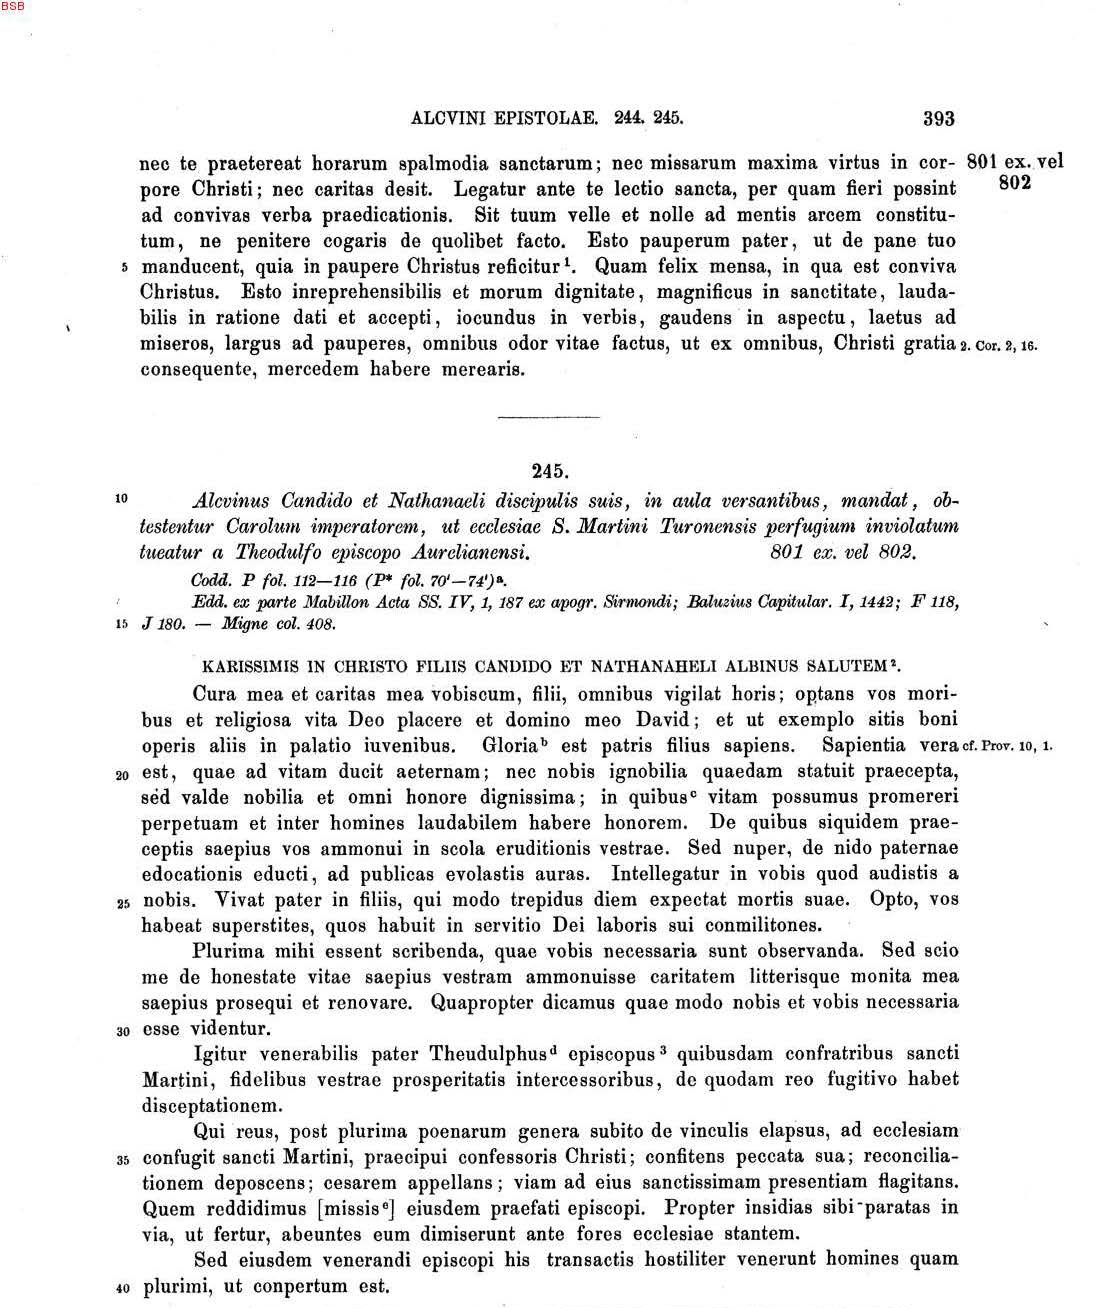 BSB
ALCVINI EPISTOLAE. 244. 245. 393
nec te praetereat horarum spalmodia sanctarum; nec missarum maxima virtus in cor- 801 ex. vel
pore Christi; nec caritas desit. Legatur ante te lectio sancta, per quam fieri possint 802
ad convivas verba praedicationis. Sit tuum velle et nolle ad mentis arcem constitu-
tum, ne penitere cogaris de quolibet facto. Esto pauperum pater, ut de pane tuo
5 manducent, quia in paupere Christus reficitur¹. Quam felix mensa, in qua est conviva
Christus. Esto inreprehensibilis et morum dignitate, magnificus in sanctitate, lauda-
bilis in ratione dati et accepti, iocundus in verbis, gaudens in aspectu, laetus ad
miseros, largus ad pauperes, omnibus odor vitae factus, ut ex omnibus, Christi gratia 2. Cor. 2, 16.
consequente, mercedem habere merearis.
245.
10 Alcvinus Candido et Nathanaeli discipulis suis, in aula versantibus, mandat, ob-
testentur Carolum imperatorem, ut ecclesiae S. Martini Turonensis perfugium inviolatum
tueatur a Theodulfo episcopo Aurelianensi. 801 ex. vel 802.
Codd. P fol. 112—116 (P* fol. 70'—74')ᵃ.
Edd. ex parte Mabillon Acta SS. IV, 1, 187 ex apogr. Sirmondi; Baluzius Capitular. I, 1442; F 118,
15 J 180. — Migne col. 408.
KARISSIMIS IN CHRISTO FILIIS CANDIDO ET NATHANAHELI ALBINUS SALUTEM².
Cura mea et caritas mea vobiscum, filii, omnibus vigilat horis; optans vos mori-
bus et religiosa vita Deo placere et domino meo David; et ut exemplo sitis boni
operis aliis in palatio iuvenibus. Gloriaᵇ est patris filius sapiens. Sapientia vera cf. Prov. 10, 1.
20 est, quae ad vitam ducit aeternam; nec nobis ignobilia quaedam statuit praecepta,
sed valde nobilia et omni honore dignissima; in quibusᶜ vitam possumus promereri
perpetuam et inter homines laudabilem habere honorem. De quibus siquidem prae-
ceptis saepius vos ammonui in scola eruditionis vestrae. Sed nuper, de nido paternae
edocationis educti, ad publicas evolastis auras. Intellegatur in vobis quod audistis a
25 nobis. Vivat pater in filiis, qui modo trepidus diem expectat mortis suae. Opto, vos
habeat superstites, quos habuit in servitio Dei laboris sui conmilitones.
Plurima mihi essent scribenda, quae vobis necessaria sunt observanda. Sed scio
me de honestate vitae saepius vestram ammonuisse caritatem litterisque monita mea
saepius prosequi et renovare. Quapropter dicamus quae modo nobis et vobis necessaria
30 esse videntur.
Igitur venerabilis pater Theudulphusᵈ episcopus³ quibusdam confratribus sancti
Martini, fidelibus vestrae prosperitatis intercessoribus, de quodam reo fugitivo habet
disceptationem.
Qui reus, post plurima poenarum genera subito de vinculis elapsus, ad ecclesiam
35 confugit sancti Martini, praecipui confessoris Christi; confitens peccata sua; reconcilia-
tionem deposcens; cesarem appellans; viam ad eius sanctissimam presentiam flagitans.
Quem reddidimus [missisᵉ] eiusdem praefati episcopi. Propter insidias sibi paratas in
via, ut fertur, abeuntes eum dimiserunt ante fores ecclesiae stantem.
Sed eiusdem venerandi episcopi his transactis hostiliter venerunt homines quam
40 plurimi, ut conpertum est.